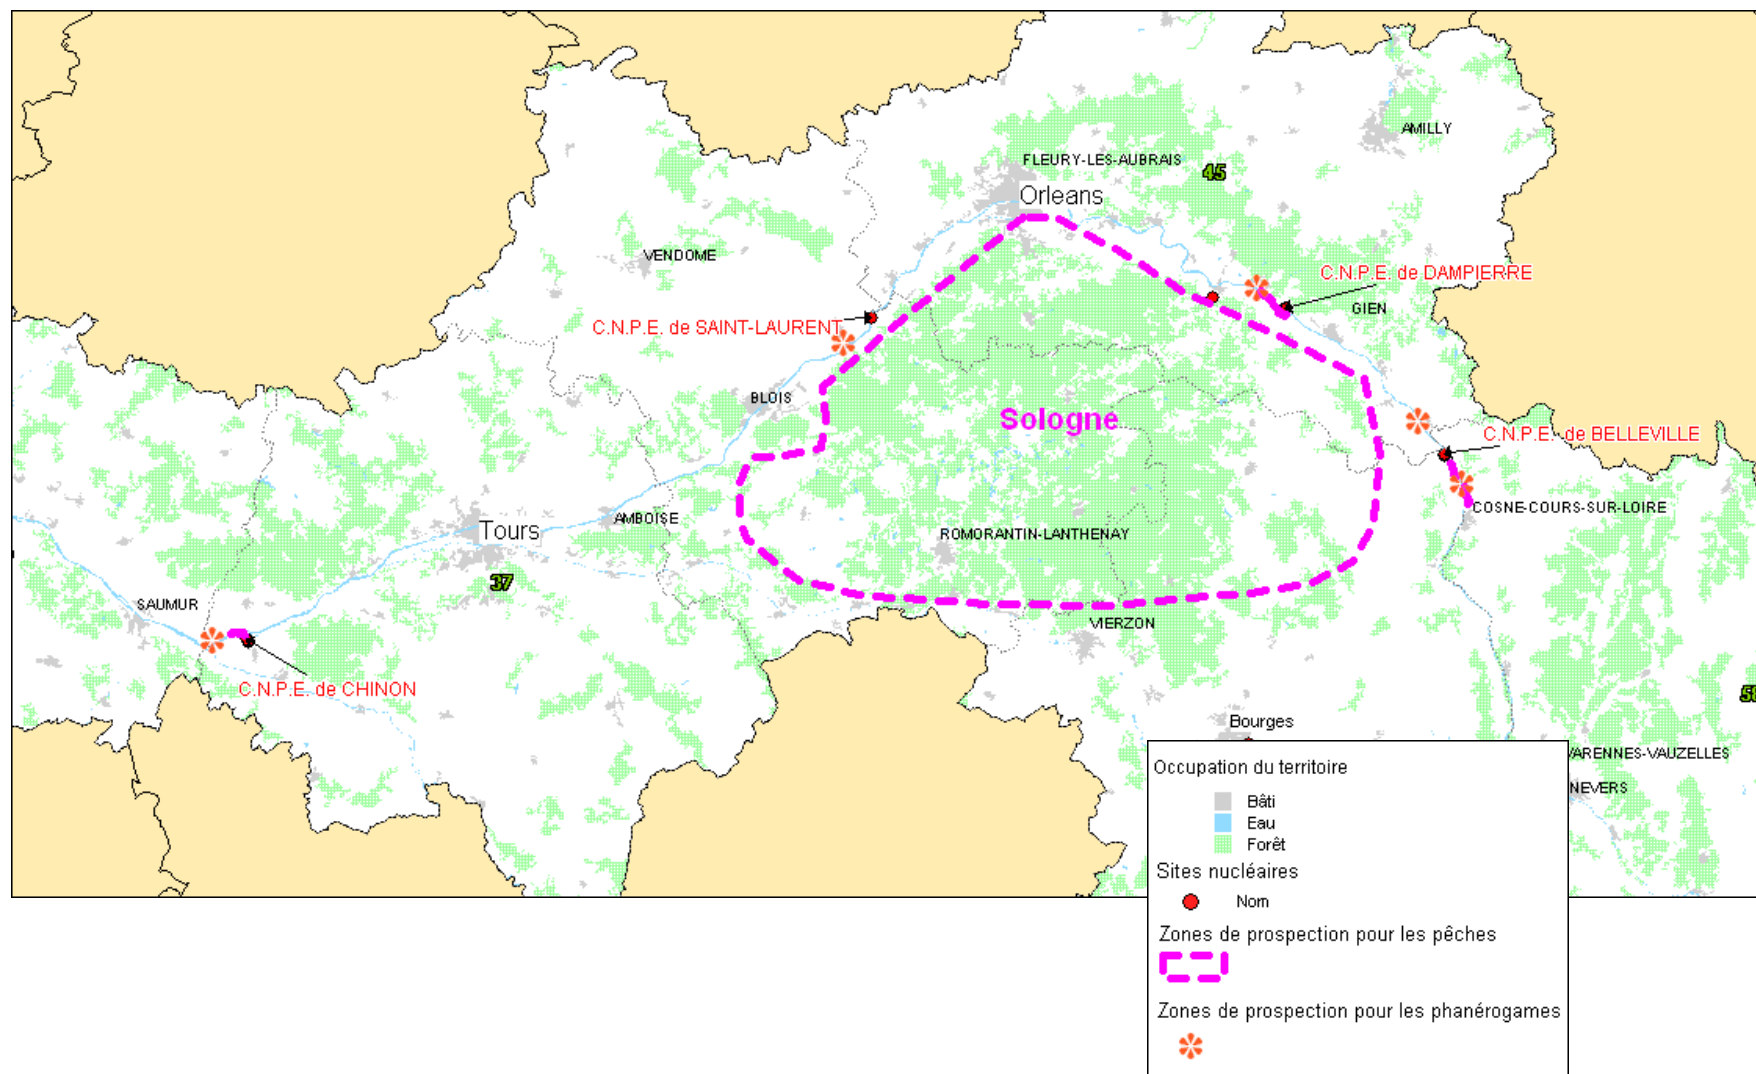 AMILLY
FLEURY-LES-AUBRAIS
45
Orleans
VENDOME
C.N.P.E. de DAMPIERRE
GIEN
C.N.P.E. de SAINT-LAURENT
BLOIS
Sologne
C.N.P.E. de BELLEVILLE
COSNE-COURS-SUR-LOIRE
AMBOISE
Tours
ROMORANTIN-LANTHENAY
37
SAUMUR
VIERZON
C.N.P.E. de CHINON
58
Bourges
VARENNES-VAUZELLES
NEVERS
Occupation du territoire
Bâti
Eau
Forêt
Sites nucléaires
Nom
Zones de prospection pour les pêches
Zones de prospection pour les phanérogames